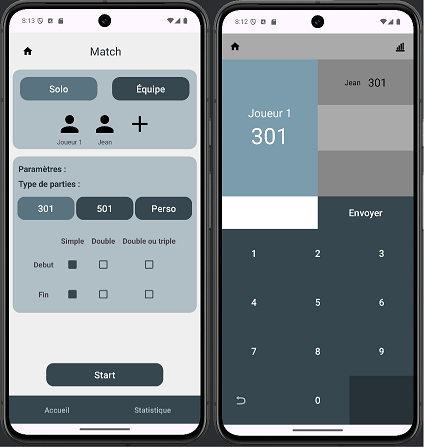 8:13
Match
Solo
Équipe
Joueur 1
Jean
Paramètres :
Type de parties :
301
501
Perso
Simple
Double
Double ou triple
Debut
Fin
Start
Accueil
Statistique
8:12
Joueur 1
301
Jean 301
Envoyer
1 2 3
4 5 6
7 8 9
0